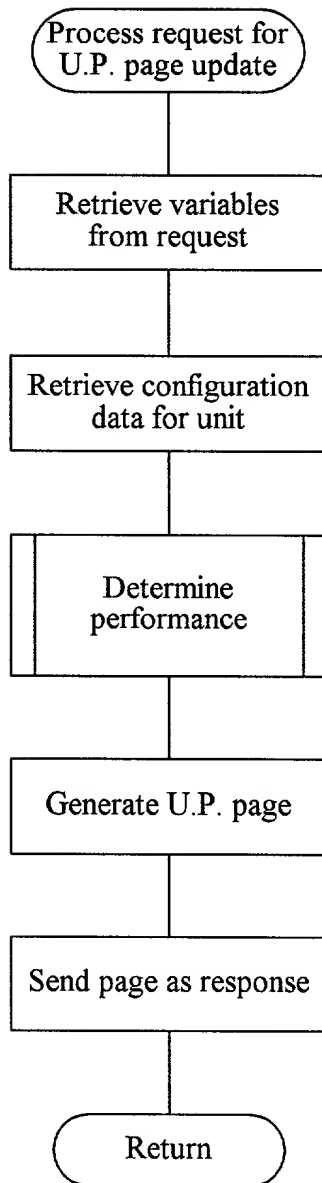 Process request for
U.P. page update
Retrieve variables
from request
Retrieve configuration
data for unit
Determine
performance
Generate U.P. page
Send page as response
Return